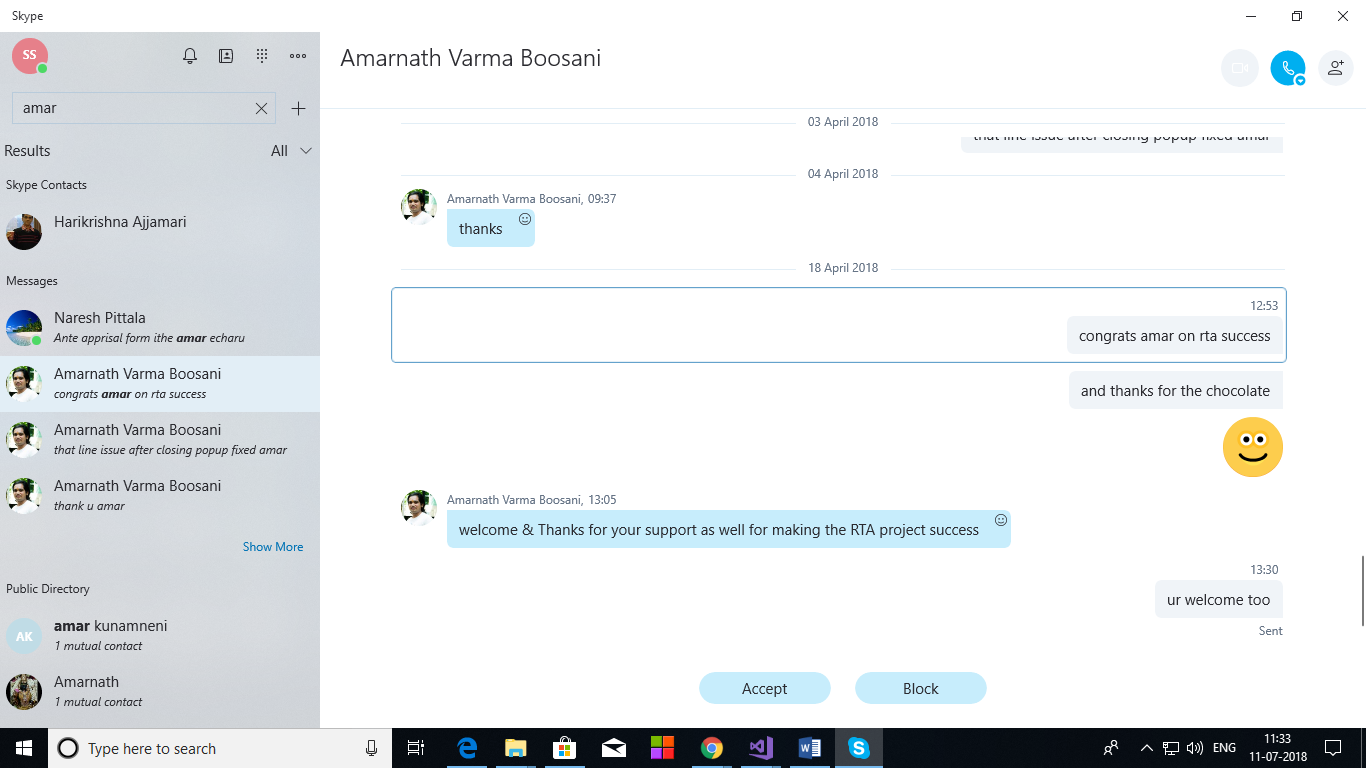 Skype
SS
amar
Results
All
Skype Contacts
Harikrishna Ajjamari
Messages
Naresh Pittala
Ante apprisal form ithe amar echaru
Amarnath Varma Boosani
congrats amar on rta success
Amarnath Varma Boosani
that line issue after closing popup fixed amar
Amarnath Varma Boosani
thank u amar
Show More
Public Directory
AK
amar kunamneni
1 mutual contact
Amarnath
1 mutual contact
Amarnath Varma Boosani
03 April 2018
that line issue after closing popup fixed amar
04 April 2018
Amarnath Varma Boosani, 09:37
thanks
18 April 2018
12:53
congrats amar on rta success
and thanks for the chocolate
Amarnath Varma Boosani, 13:05
welcome & Thanks for your support as well for making the RTA project success
13:30
ur welcome too
Sent
Accept
Block
Type here to search
ENG
11:33
11-07-2018